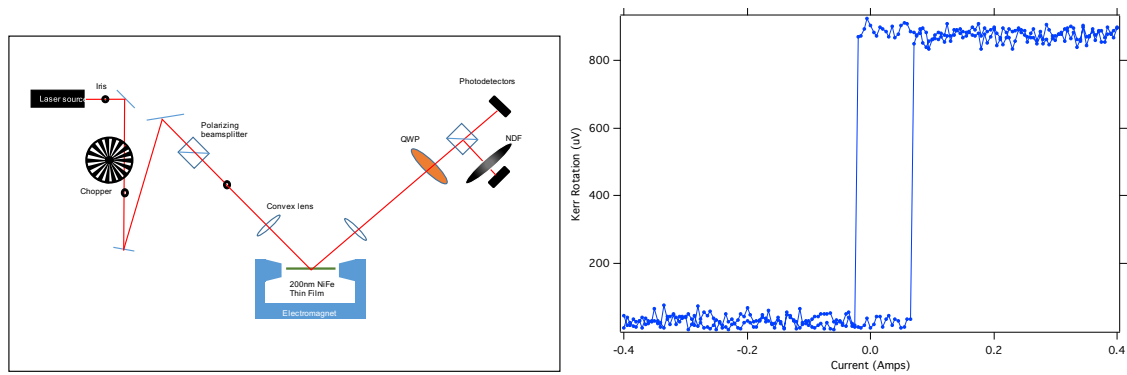 Iris
Laser source
Polarizing
beamsplitter
Chopper
Convex lens
QWP
Photodetectors
NDF
200nm NiFe
Thin Film
Electromagnet
Kerr Rotation (uV)
800
600
400
200
-0.4
-0.2
0.0
0.2
0.4
Current (Amps)